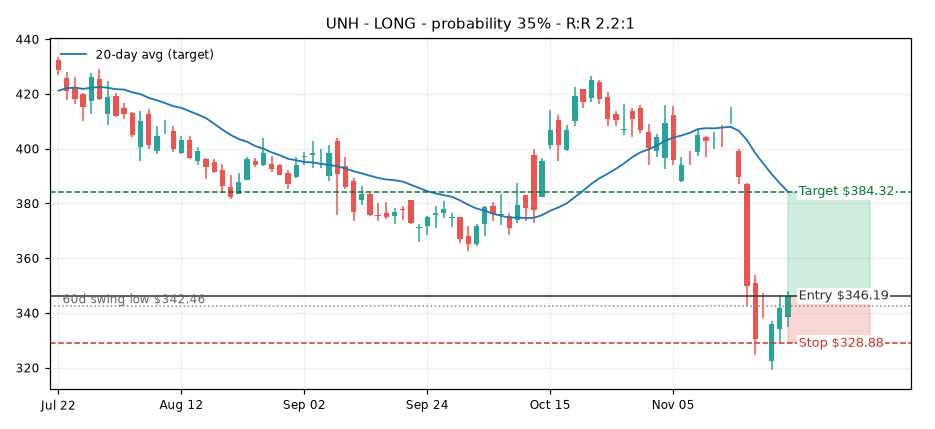 UNH - LONG - probability 35% - R:R 2.2:1
20-day avg (target)
440
420
400
380
360
340
320
Target $384.32
60d swing low $342.46
Entry $346.19
Stop $328.88
Jul 22
Aug 12
Sep 02
Sep 24
Oct 15
Nov 05